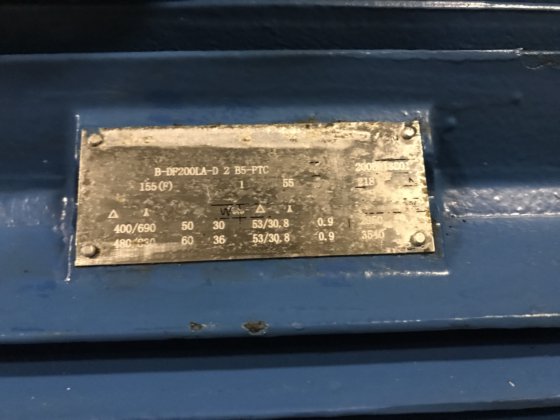 B-DF200LA-D 2 B5-PTC
155(F) 1 55 218
Δ Δ
400/690 50 30 53/30.8 0.9
60 36 53/30.8 0.9 3540